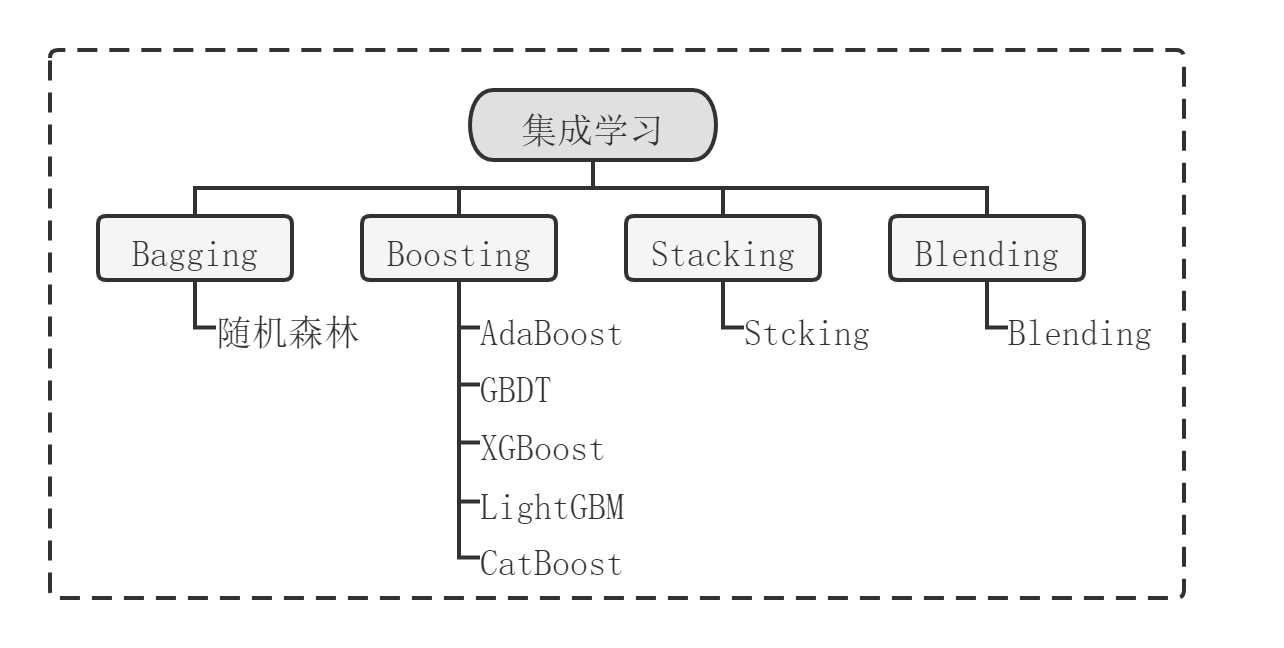 集成学习
Bagging
Boosting
Stacking
Blending
随机森林
AdaBoost
Stcking
Blending
GBDT
XGBoost
LightGBM
CatBoost